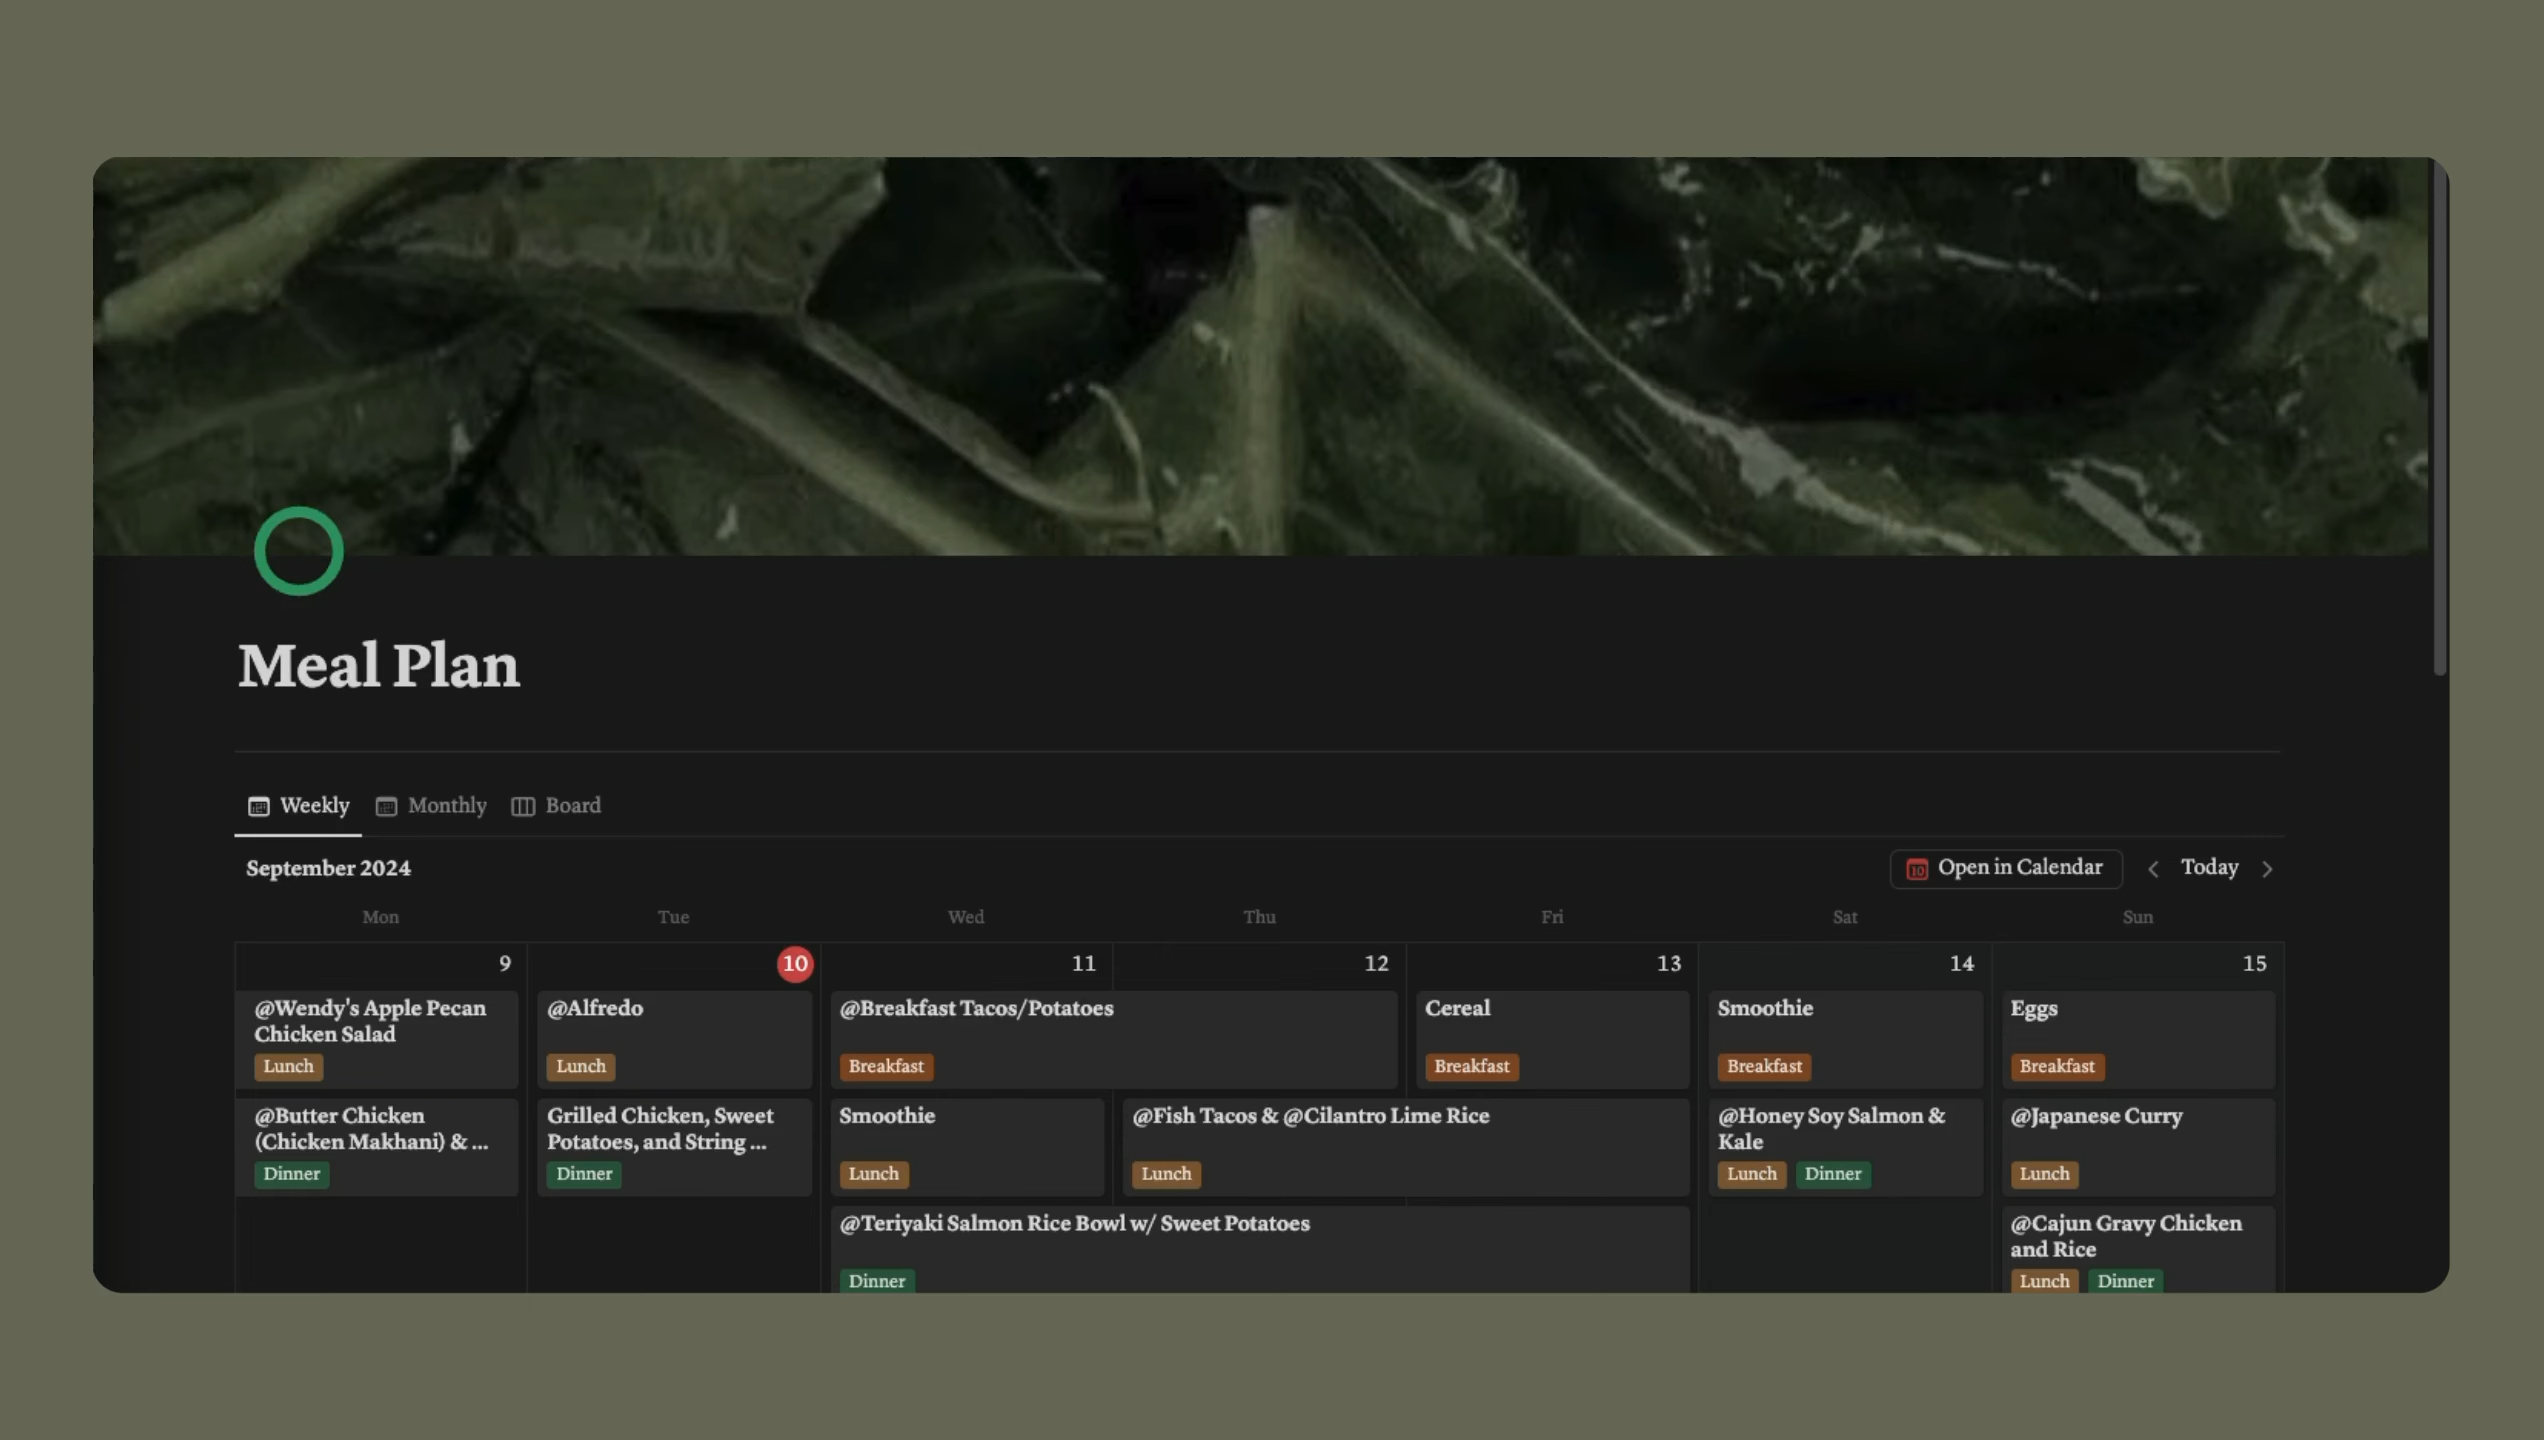 Meal Plan
Weekly
Monthly
Board
September 2024
10
Open in Calendar
Today
Mon
Tue
Wed
Thu
Fri
Sat
Sun
9
10
11
12
13
14
15
@Wendy's Apple Pecan
Chicken Salad
Lunch
@Alfredo
Lunch
@Breakfast Tacos/Potatoes
Breakfast
Cereal
Breakfast
Smoothie
Breakfast
Eggs
Breakfast
@Butter Chicken
(Chicken Makhani) & ...
Dinner
Grilled Chicken, Sweet
Potatoes, and String ...
Dinner
Smoothie
Lunch
@Fish Tacos & @Cilantro Lime Rice
Lunch
@Honey Soy Salmon &
Kale
Lunch
Dinner
@Japanese Curry
Lunch
@Teriyaki Salmon Rice Bowl w/ Sweet Potatoes
Dinner
@Cajun Gravy Chicken
and Rice
Lunch
Dinner